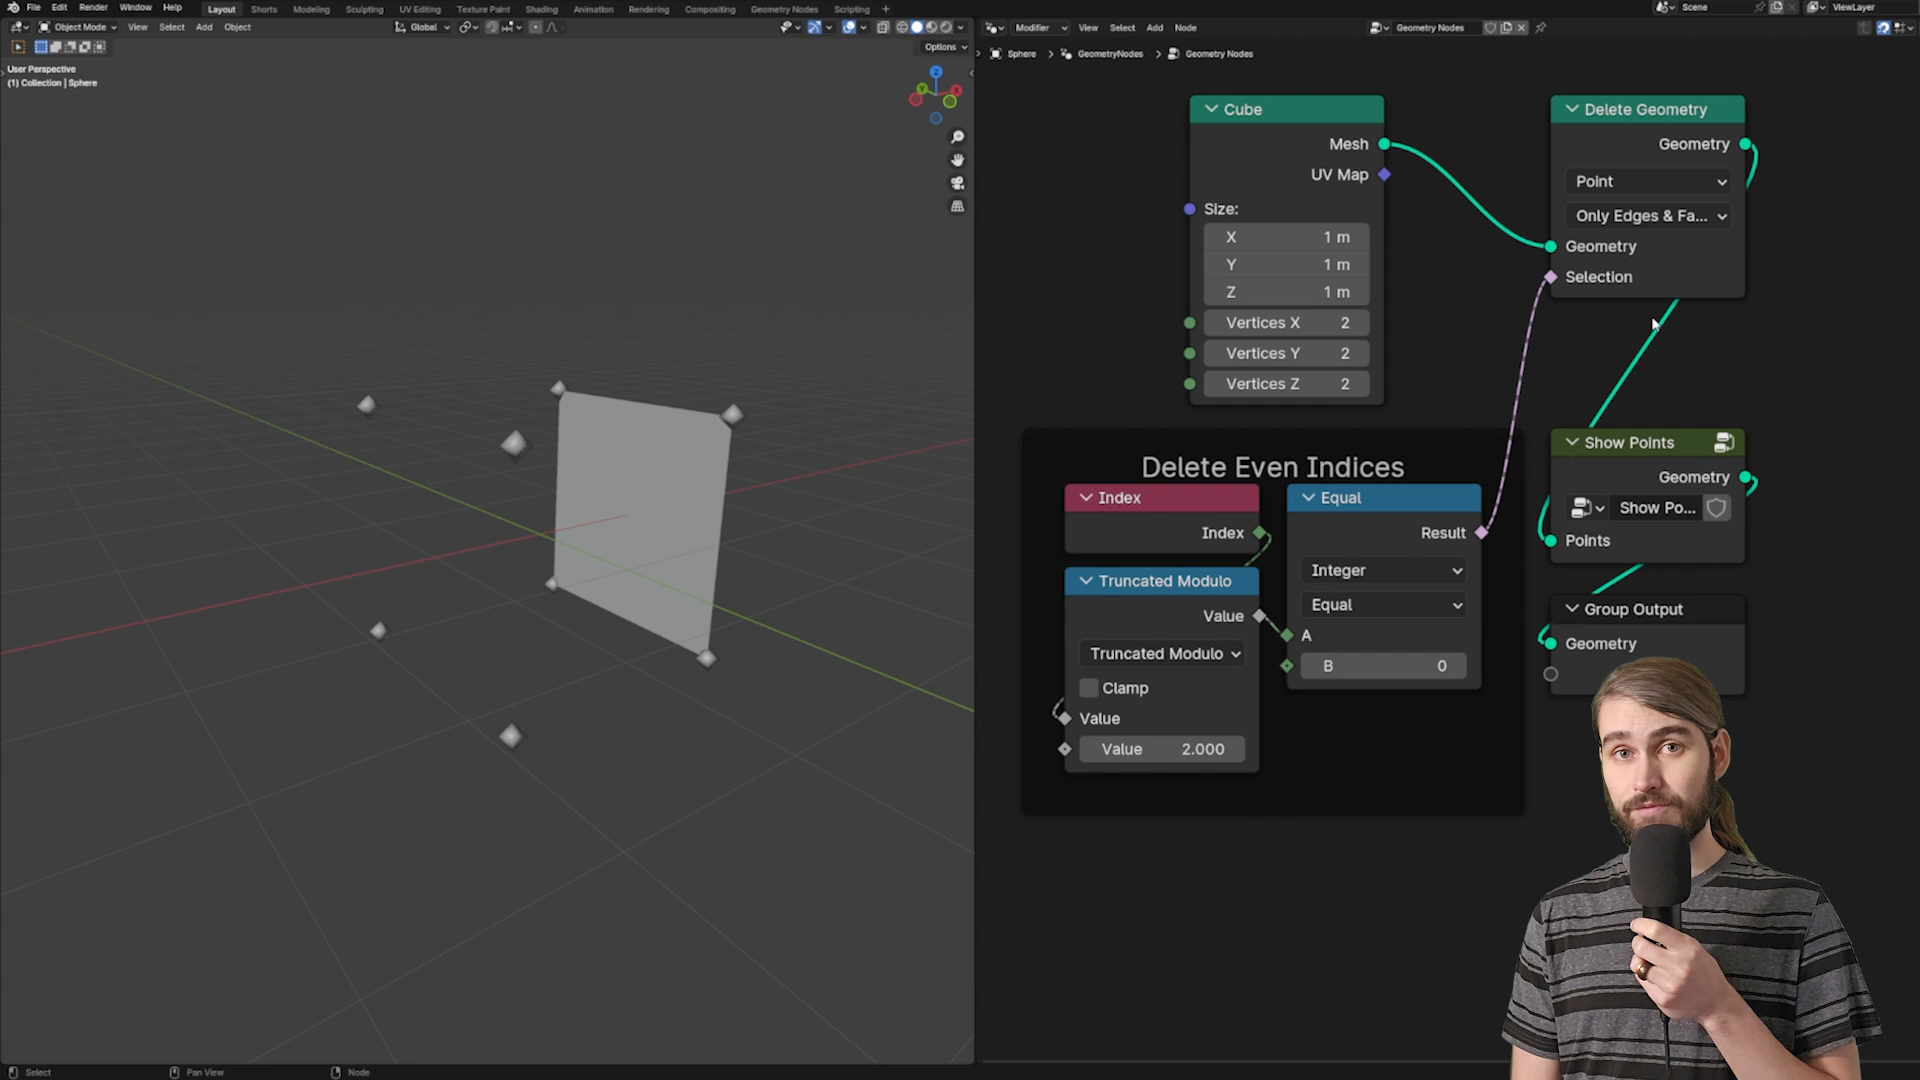 File Edit Render Window Help
Layout Shorts Modeling Sculpting UV Editing Texture Paint Shading Animation Rendering Compositing Geometry Nodes Scripting +
Scene
ViewLayer
Object Mode View Select Add Object
Global
Options
User Perspective
(1) Collection | Sphere
Z
Y
X
Modifier View Select Add Node
Geometry Nodes
Sphere > GeometryNodes > Geometry Nodes
Cube
Mesh
UV Map
Size:
X 1 m
Y 1 m
Z 1 m
Vertices X 2
Vertices Y 2
Vertices Z 2
Delete Geometry
Geometry
Point
Only Edges & Fa...
Geometry
Selection
Delete Even Indices
Index
Index
Truncated Modulo
Value
Truncated Modulo
Clamp
Value
Value 2.000
Equal
Result
Integer
Equal
A
B 0
Show Points
Geometry
Show Po...
Points
Group Output
Geometry
Select
Pan View
Node